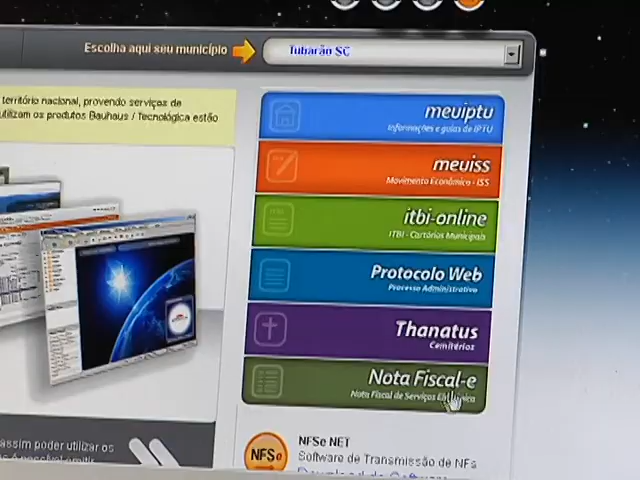 Escolha aqui seu município
Tubarão SC
território nacional, provendo serviços de
utilizam os produtos Bauhaus / Tecnológica estão
meuiptu
Informações e guias de IPTU
meuiss
Movimento Econômico - ISS
itbi-online
ITBI - Cartórios Municipais
Protocolo Web
Processo Administrativo
Thanatus
Cemitérios
Nota Fiscal-e
Nota Fiscal de Serviços Eletrônica
assim poder utilizar os
NFSe
NFSe NET
Software de Transmissão de NFs